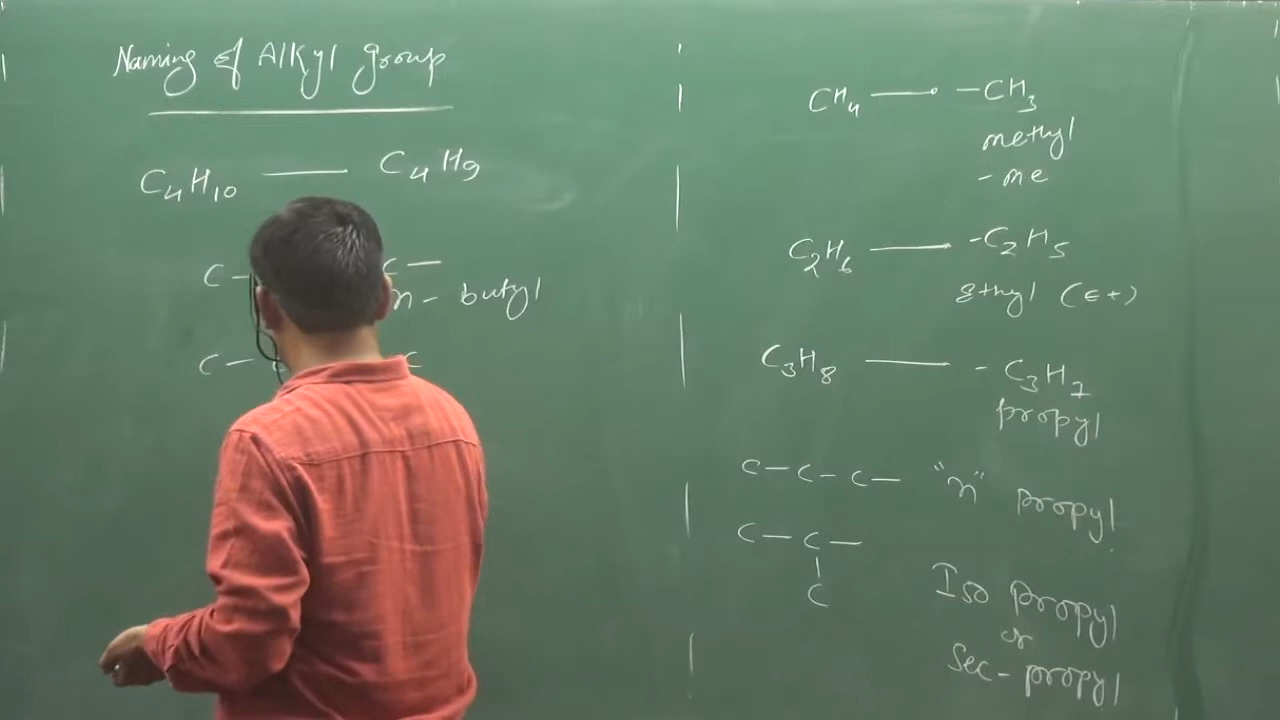 Naming of Alkyl group
C4H10 — C4H9
C — C —
n - butyl
C — C C
CH4 — -CH3
methyl
- me
C2H6 — -C2H5
Ethyl (Et)
C3H8 — - C3H7
propyl
C - C - C - "n" propyl
C - C -
|
C
Iso propyl
or
Sec - propyl